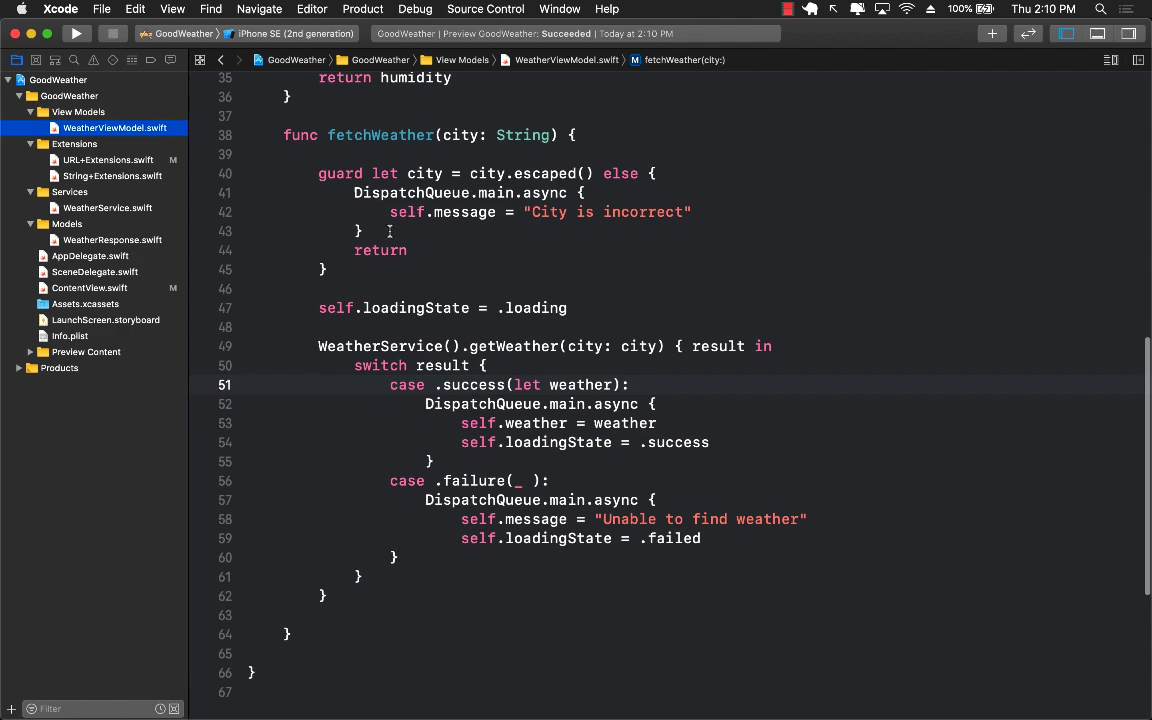 Xcode File Edit View Find Navigate Editor Product Debug Source Control Window Help 100% Thu 2:10 PM
GoodWeather iPhone SE (2nd generation) GoodWeather | Preview GoodWeather: Succeeded | Today at 2:10 PM
GoodWeather GoodWeather View Models WeatherViewModel.swift M fetchWeather(city:)
GoodWeather
GoodWeather
View Models
WeatherViewModel.swift
Extensions
URL+Extensions.swift M
String+Extensions.swift
Services
WeatherService.swift
Models
WeatherResponse.swift
AppDelegate.swift
SceneDelegate.swift
ContentView.swift M
Assets.xcassets
LaunchScreen.storyboard
Info.plist
Preview Content
Products
Filter
35 return humidity
36 }
37
38 func fetchWeather(city: String) {
39
40 guard let city = city.escaped() else {
41 DispatchQueue.main.async {
42 self.message = "City is incorrect"
43 }
44 return
45 }
46
47 self.loadingState = .loading
48
49 WeatherService().getWeather(city: city) { result in
50 switch result {
51 case .success(let weather):
52 DispatchQueue.main.async {
53 self.weather = weather
54 self.loadingState = .success
55 }
56 case .failure(_ ):
57 DispatchQueue.main.async {
58 self.message = "Unable to find weather"
59 self.loadingState = .failed
60 }
61 }
62 }
63
64 }
65
66 }
67